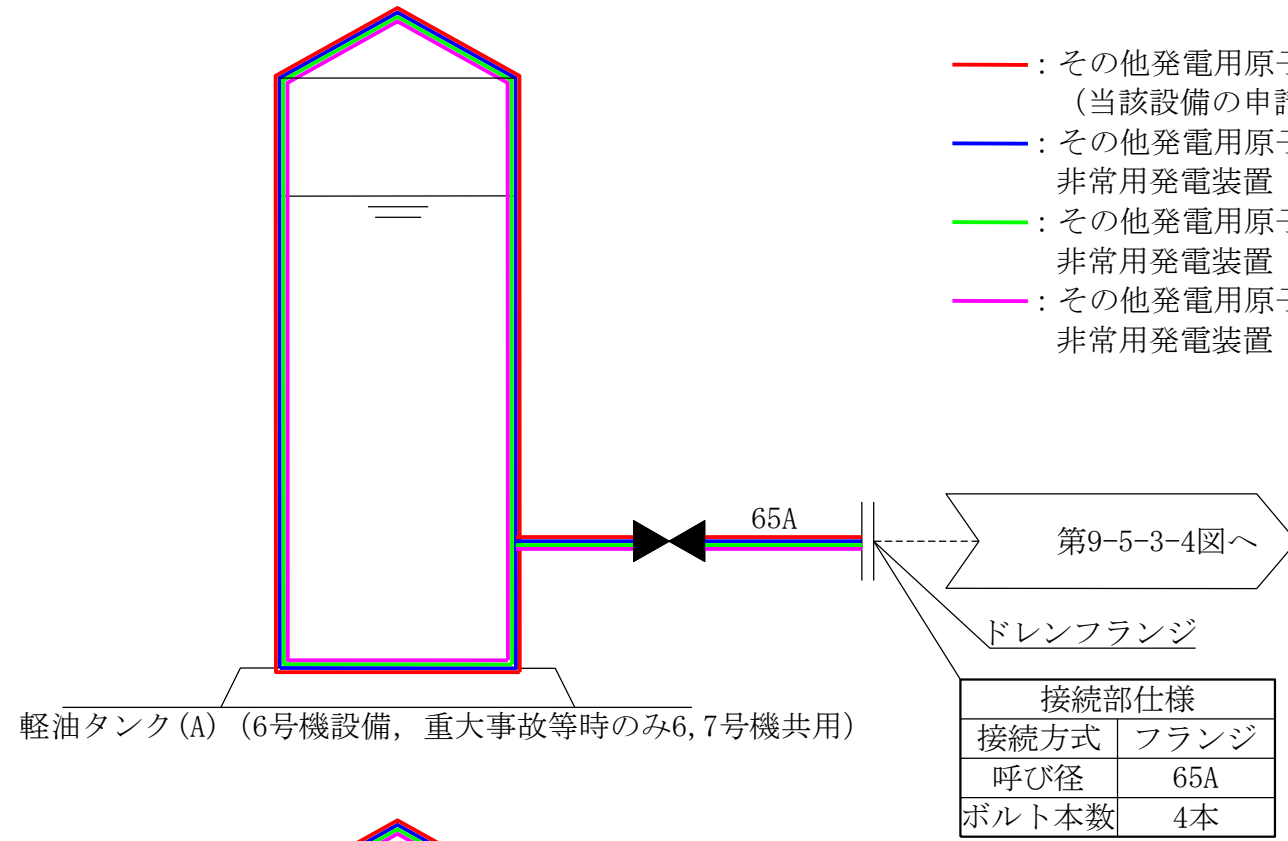 ：その他発電用原子
（当該設備の申請
：その他発電用原子
非常用発電装置
：その他発電用原子
非常用発電装置
：その他発電用原子
非常用発電装置
65A
第9-5-3-4図へ
ドレンフランジ
軽油タンク(A)（6号機設備, 重大事故等時のみ6,7号機共用）
接続部仕様
接続方式 フランジ
呼び径 65A
ボルト本数 4本